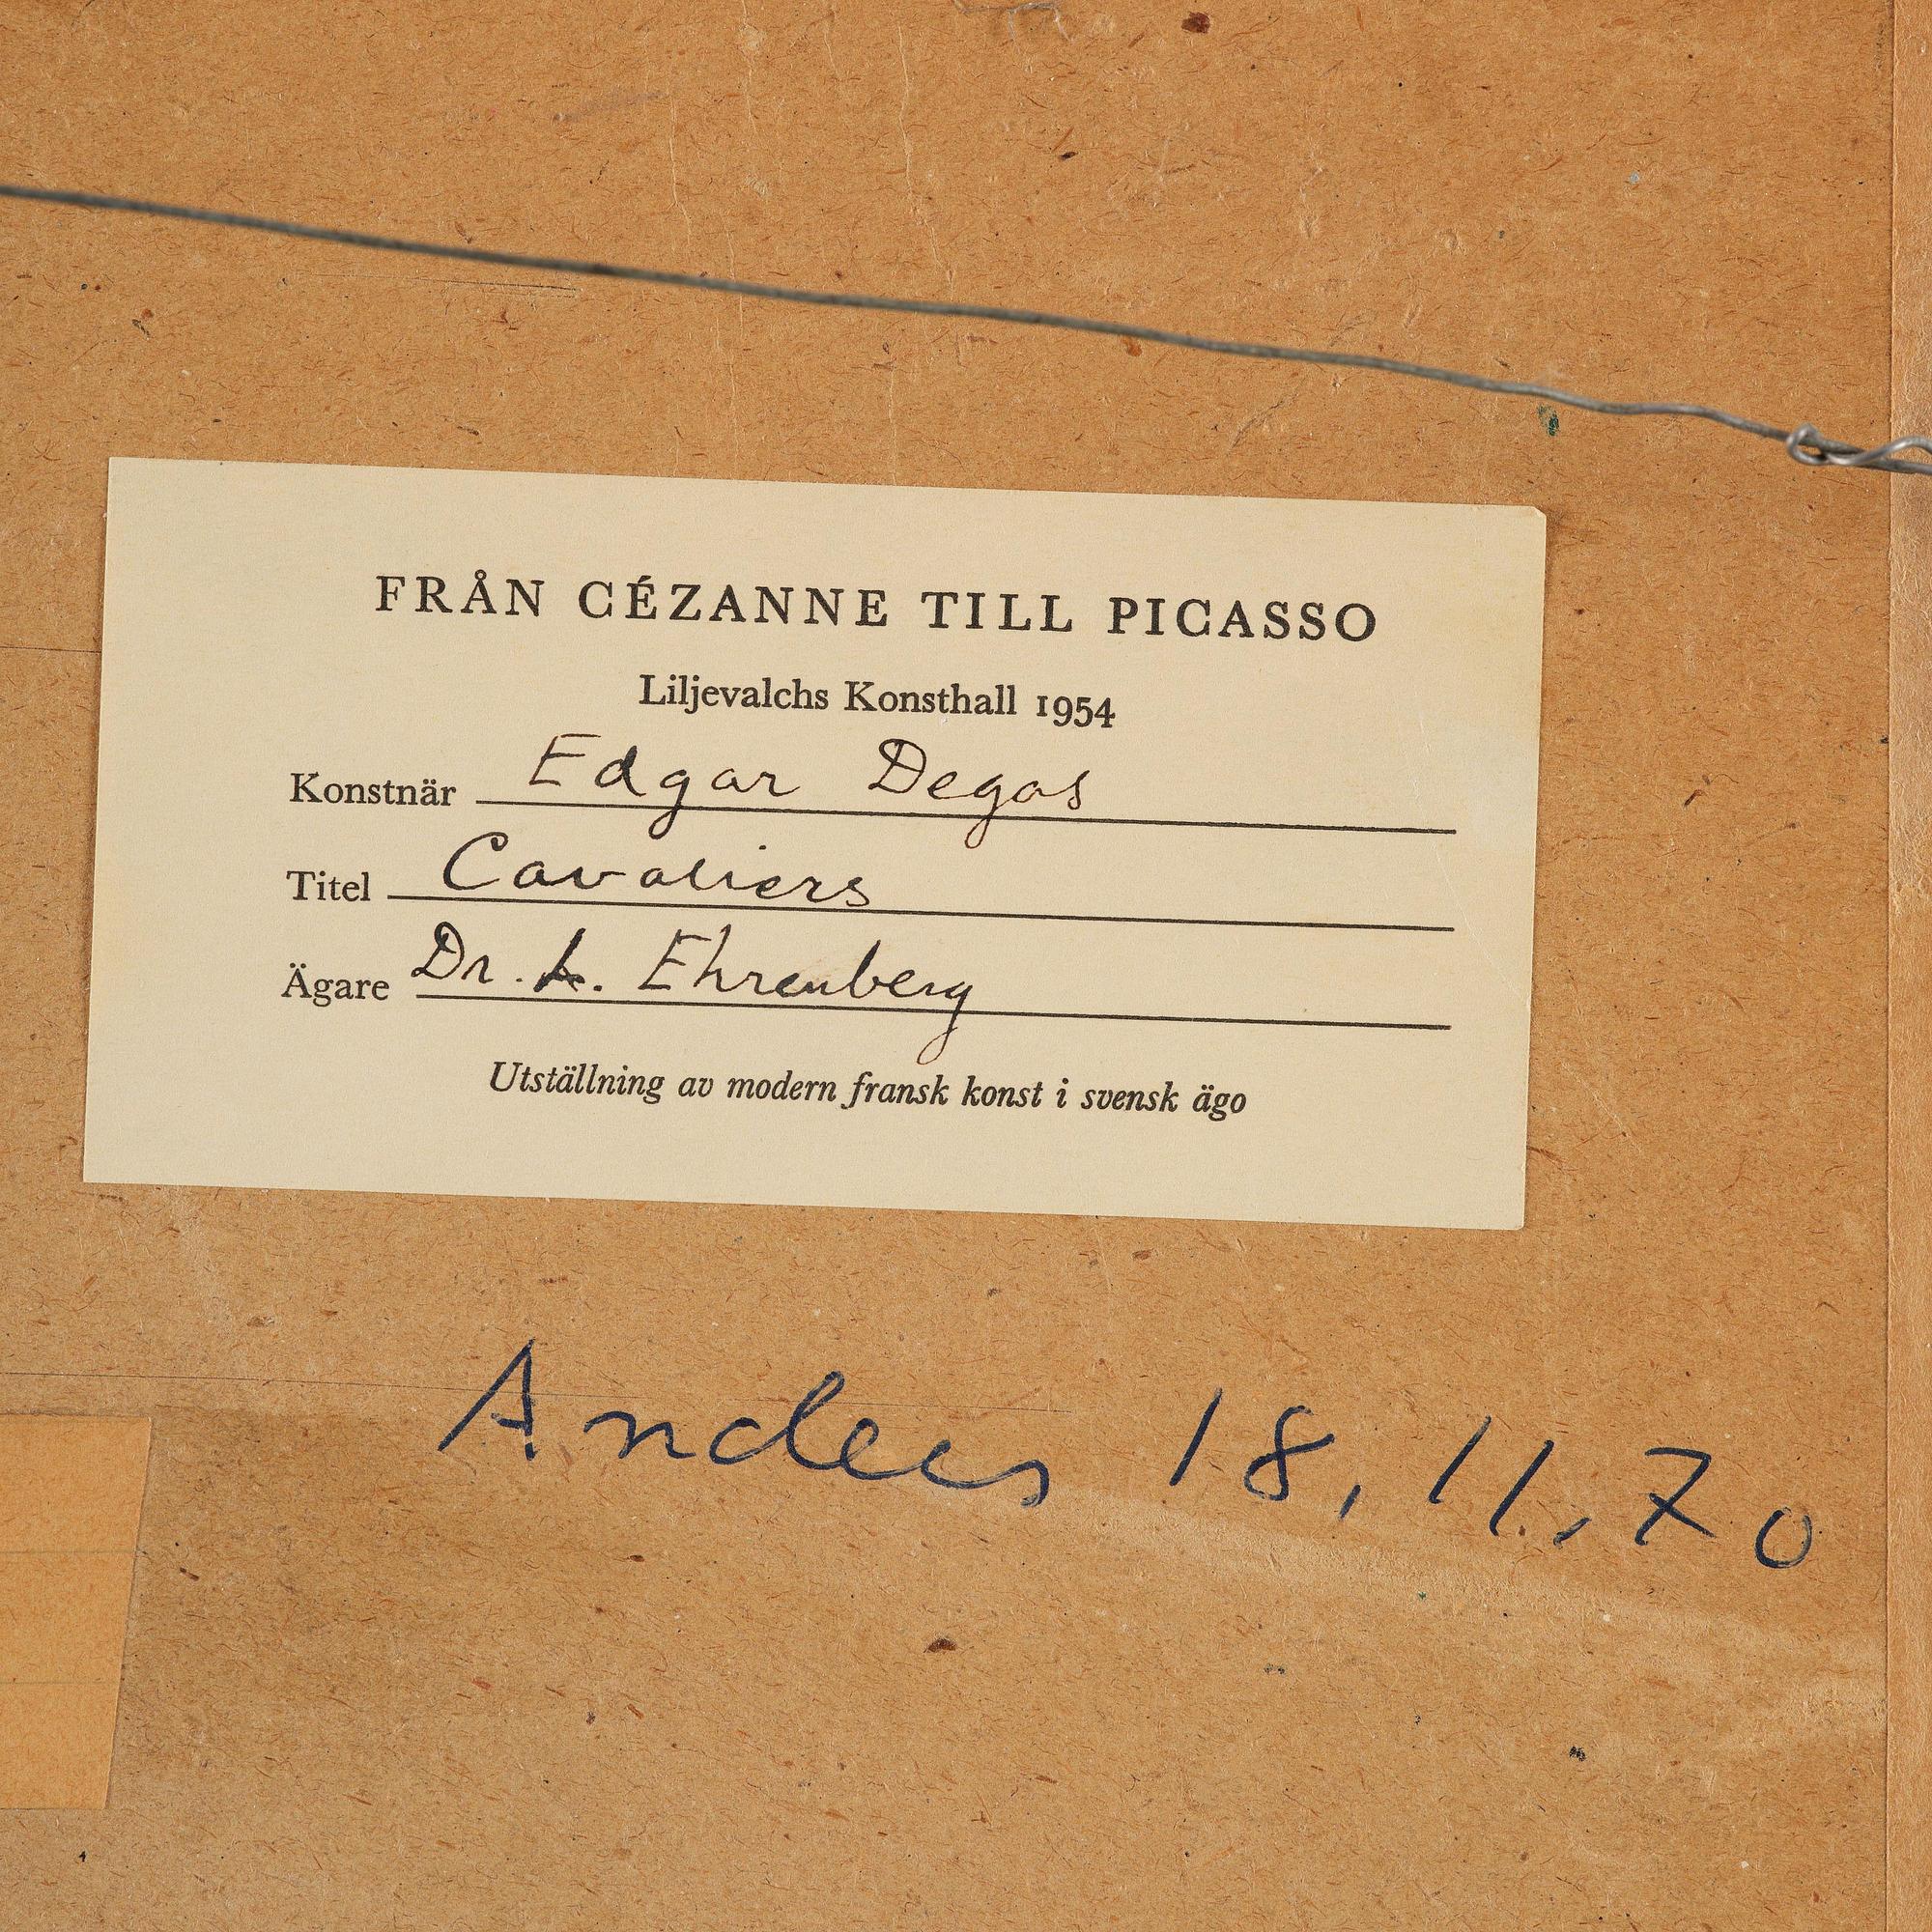 FRÅN CÉZANNE TILL PICASSO
Liljevalchs Konsthall 1954
Konstnär Edgar Degas
Titel Cavaliers
Ägare Dr. L. Ehrenberg
Utställning av modern fransk konst i svensk ägo
Anders 18, 11, 70